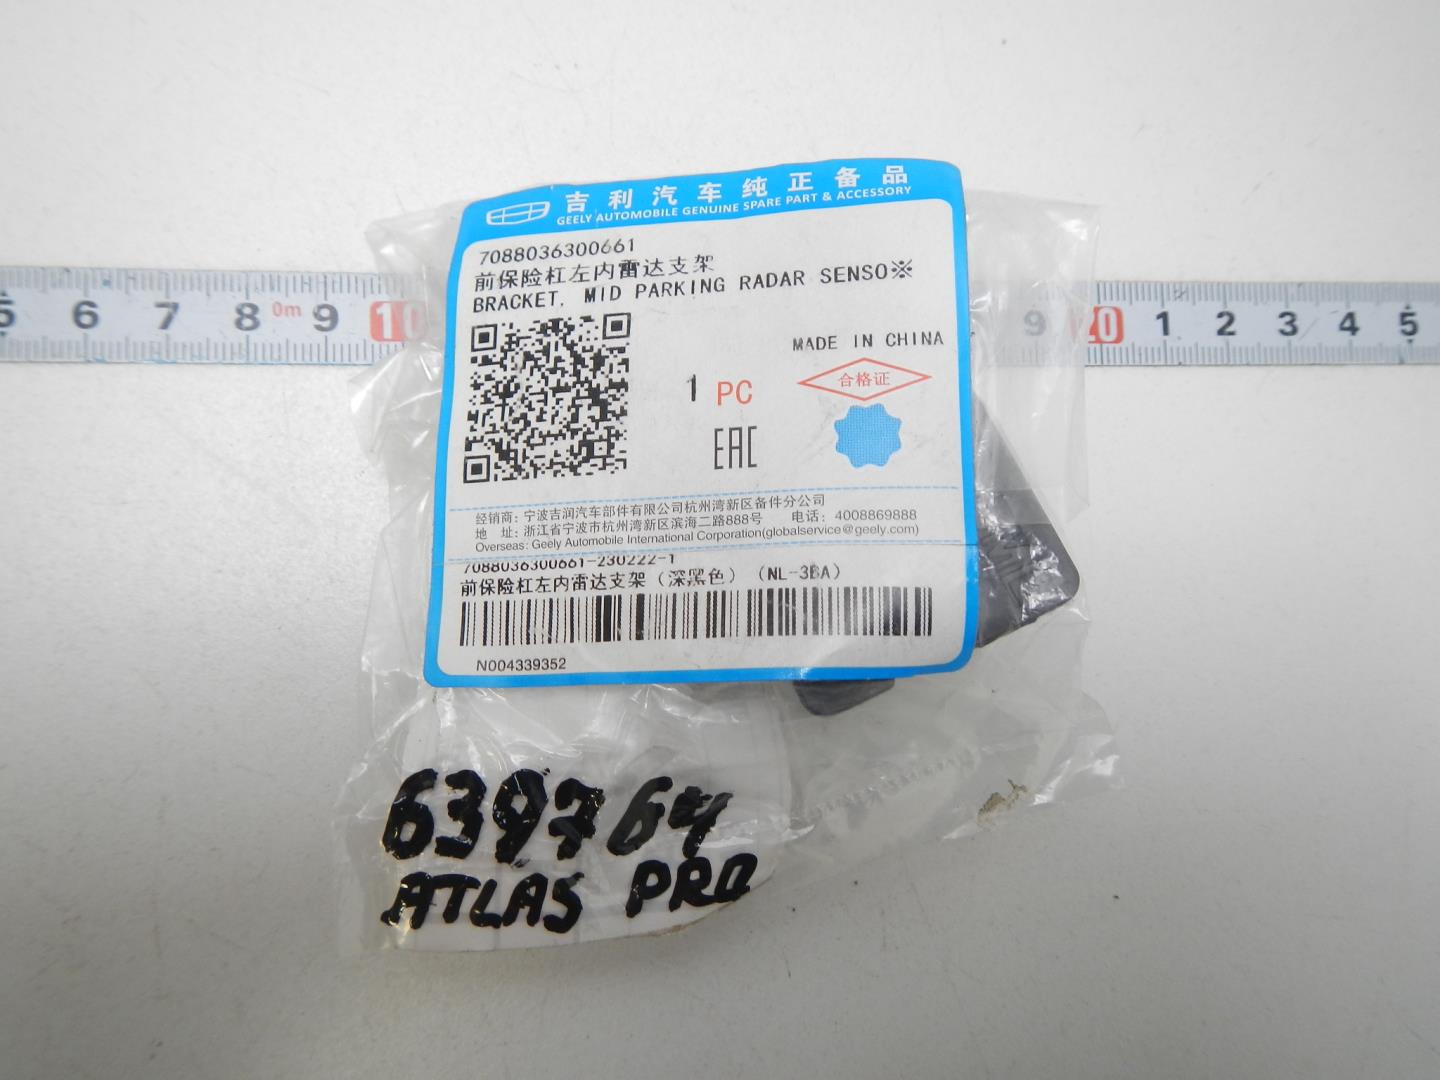 吉利汽车纯正备品
GEELY AUTOMOBILE GENUINE SPARE PART & ACCESSORY
7088036300661
前保险杠左内雷达支架
BRACKET, MID PARKING RADAR SENSO※
MADE IN CHINA
合格证
1 PC
EAC
经销商: 宁波吉润汽车部件有限公司杭州湾新区备件分公司
地 址: 浙江省宁波市杭州湾新区滨海二路888号 电话: 4008869888
Overseas: Geely Automobile International Corporation(globalservice@geely.com)
7088036300661-230222-1
前保险杠左内雷达支架(深黑色) (NL-3BA)
N004339352
5 6 7 8 0m 9 10
9 20 1 2 3 4 5
639764
ATLAS PRO